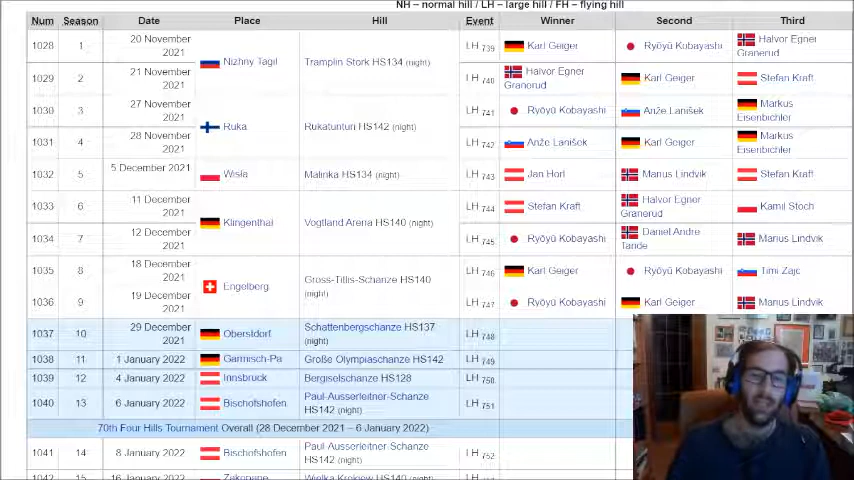 NH – normal hill / LH – large hill / FH – flying hill
Num Season Date Place Hill Event Winner Second Third
1028 1 20 November 2021 Nizhny Tagil Tramplin Stork HS134 (night) LH 739 Karl Geiger Ryōyū Kobayashi Halvor Egner Granerud
1029 2 21 November 2021 LH 740 Halvor Egner Granerud Karl Geiger Stefan Kraft
1030 3 27 November 2021 Ruka Rukatunturi HS142 (night) LH 741 Ryōyū Kobayashi Anže Lanišek Markus Eisenbichler
1031 4 28 November 2021 LH 742 Anže Lanišek Karl Geiger Markus Eisenbichler
1032 5 5 December 2021 Wisła Malinka HS134 (night) LH 743 Jan Hörl Marius Lindvik Stefan Kraft
1033 6 11 December 2021 Klingenthal Vogtland Arena HS140 (night) LH 744 Stefan Kraft Halvor Egner Granerud Kamil Stoch
1034 7 12 December 2021 LH 745 Ryōyū Kobayashi Daniel Andre Tande Marius Lindvik
1035 8 18 December 2021 Engelberg Gross-Titlis-Schanze HS140 (night) LH 746 Karl Geiger Ryōyū Kobayashi Timi Zajc
1036 9 19 December 2021 LH 747 Ryōyū Kobayashi Karl Geiger Marius Lindvik
1037 10 29 December 2021 Oberstdorf Schattenbergschanze HS137 (night) LH 748
1038 11 1 January 2022 Garmisch-Pa Große Olympiaschanze HS142 LH 749
1039 12 4 January 2022 Innsbruck Bergiselschanze HS128 LH 750
1040 13 6 January 2022 Bischofshofen Paul-Ausserleitner-Schanze HS142 (night) LH 751
70th Four Hills Tournament Overall (28 December 2021 – 6 January 2022)
1041 14 8 January 2022 Bischofshofen Paul-Ausserleitner-Schanze HS142 (night) LH 752
1042 15 16 January 2022 Zakopane Wielka Krokiew HS140 (night)